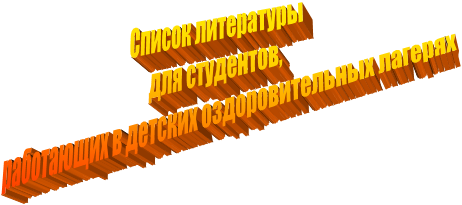 Список литературы
для студентов,
работающих в детских оздоровительных лагерях